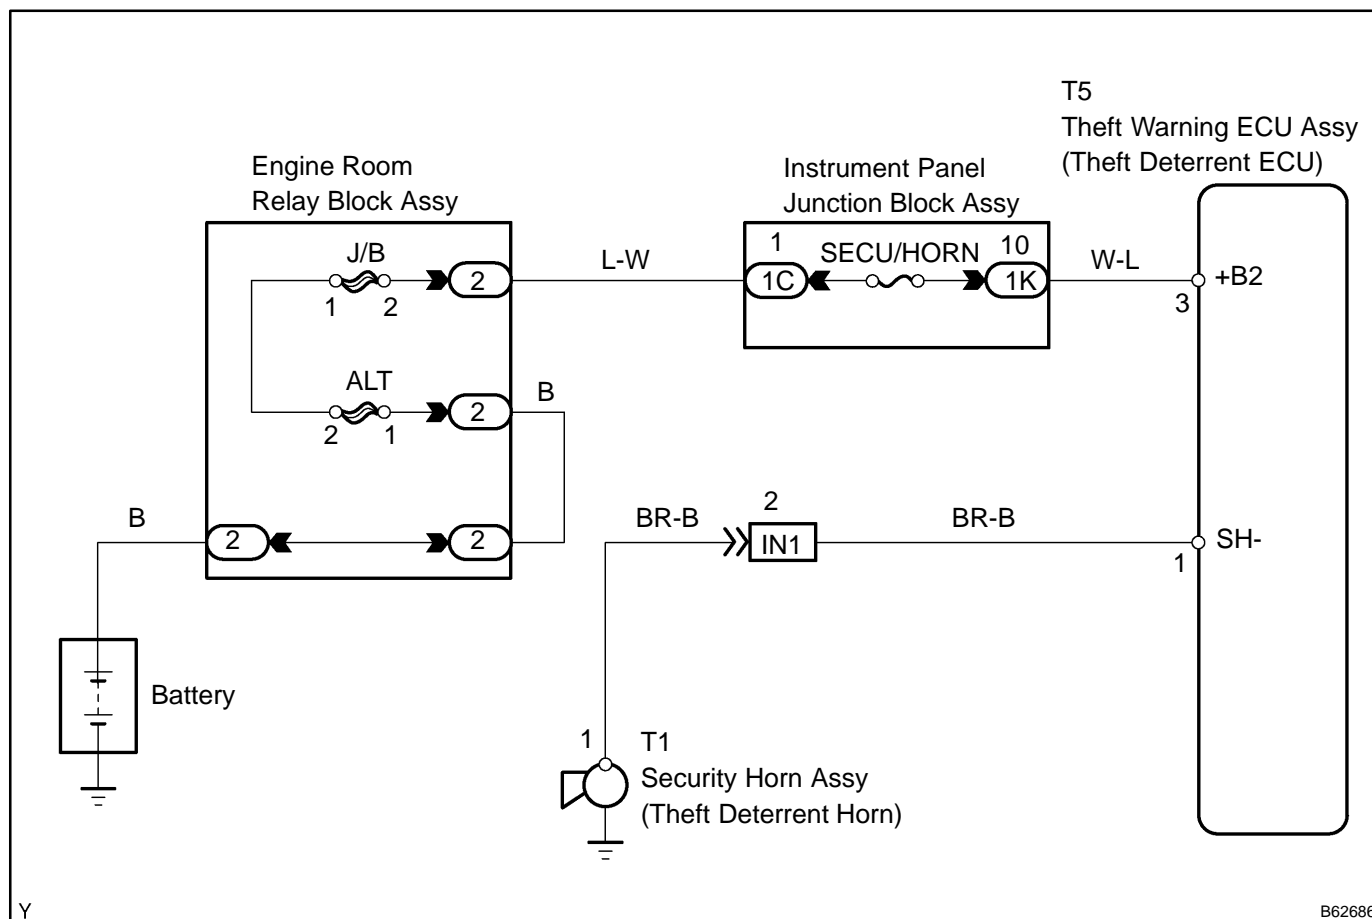 T5
Theft Warning ECU Assy
(Theft Deterrent ECU)
Engine Room
Relay Block Assy
Instrument Panel
Junction Block Assy
J/B
1 2
2
L-W
1
1C
SECU/HORN
10
1K
W-L
3
+B2
ALT
2 1
2
B
B
2
2
BR-B
2
IN1
BR-B
1
SH-
Battery
1
T1
Security Horn Assy
(Theft Deterrent Horn)
Y
B62686